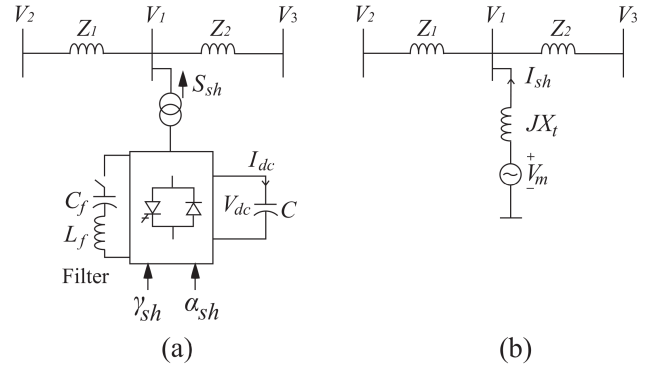 V2 Z1 V1 Z2 V3
Ssh
Cf
Lf
Filter
Idc
Vdc
C
γsh αsh
(a)
V2 Z1 V1 Z2 V3
Ish
JXt
+
Vm
−
(b)